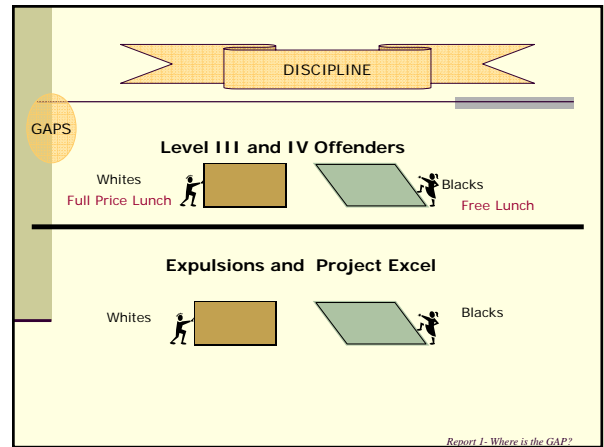 DISCIPLINE
GAPS
Level III and IV Offenders
Whites
Full Price Lunch
Blacks
Free Lunch
Expulsions and Project Excel
Whites
Blacks
Report 1- Where is the GAP?